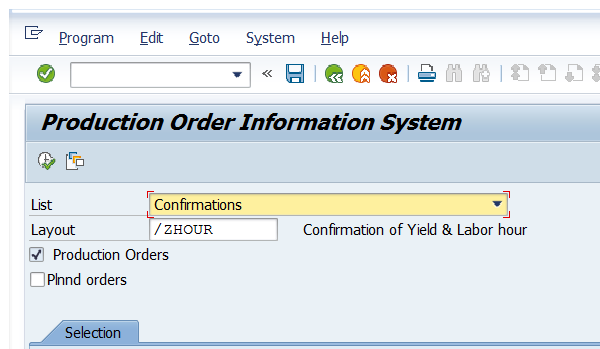 Program Edit Goto System Help
«
Production Order Information System
List Confirmations
Layout /ZHOUR Confirmation of Yield & Labor hour
Production Orders
Plnnd orders
Selection